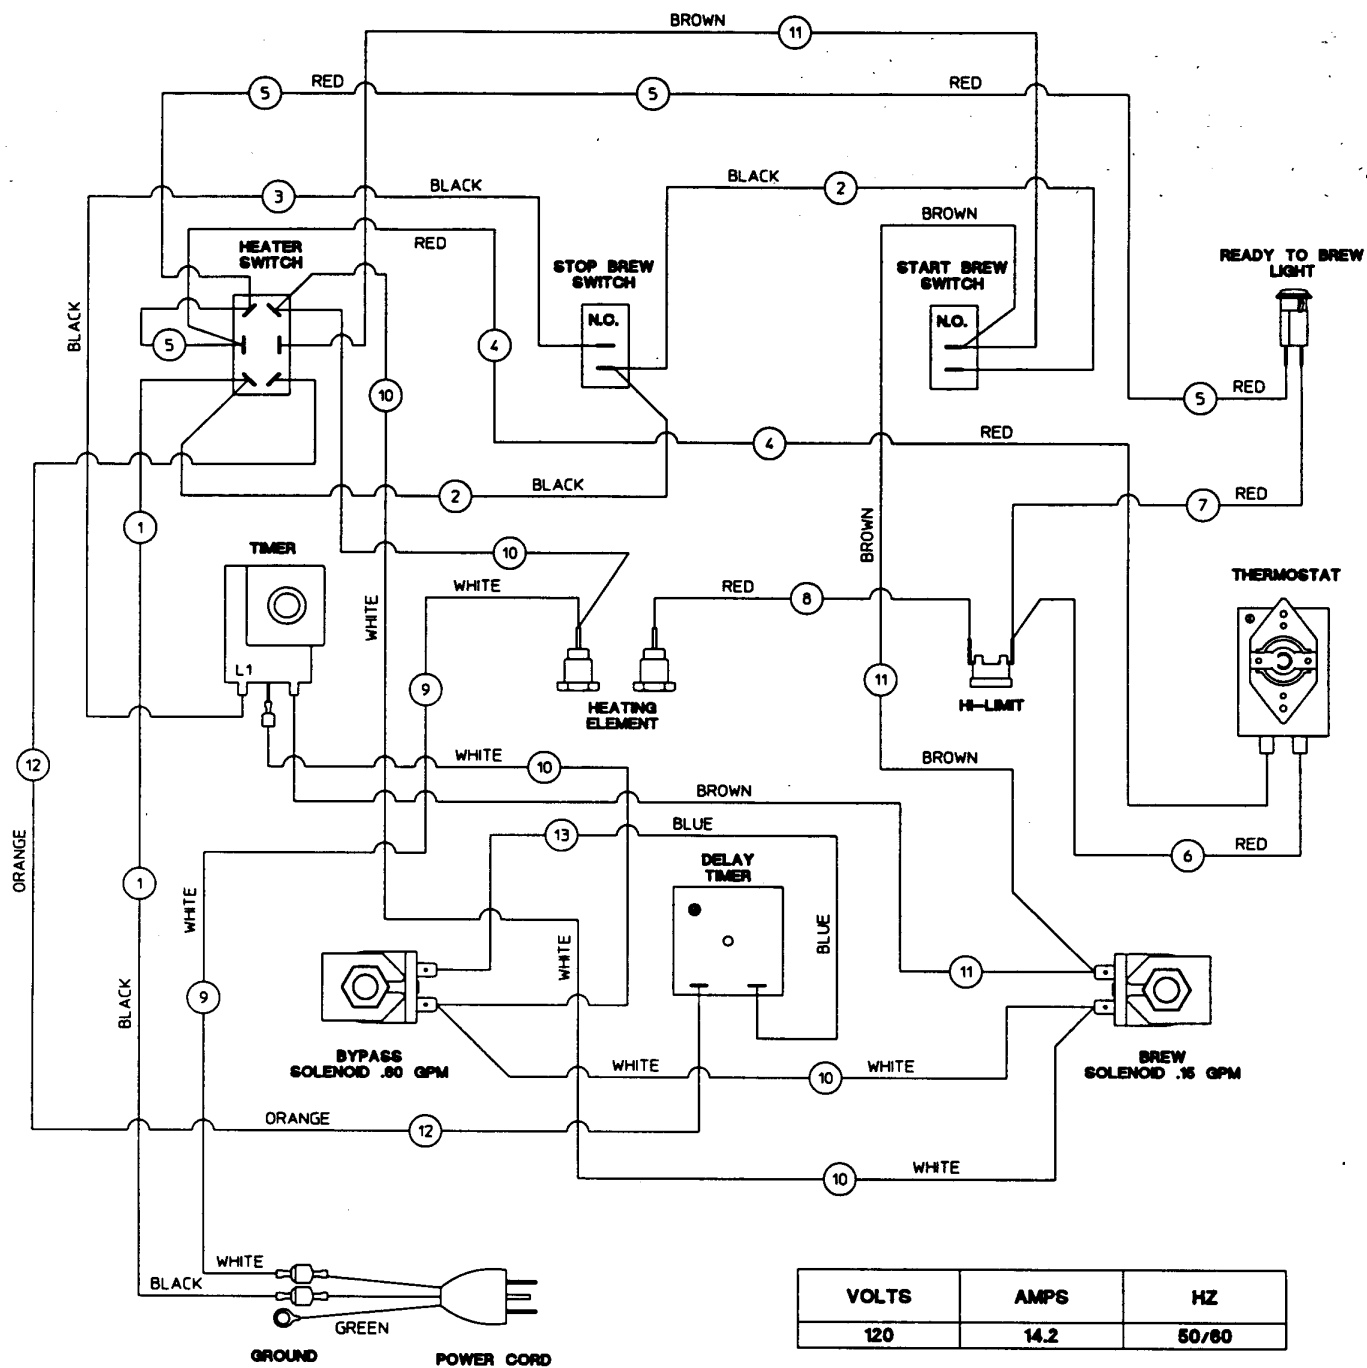 BROWN
11
RED
5
5
RED
3
BLACK
BLACK
2
BROWN
RED
HEATER
SWITCH
STOP BREW
SWITCH
START BREW
SWITCH
READY TO BREW
LIGHT
BLACK
N.O.
N.O.
5
4
10
5
RED
4
RED
2
BLACK
7
RED
1
BROWN
TIMER
10
THERMOSTAT
WHITE
RED
8
WHITE
L1
9
11
HEATING
ELEMENT
HI-LIMIT
12
WHITE
10
BROWN
BROWN
13
BLUE
6
RED
ORANGE
DELAY
TIMER
1
WHITE
BLUE
WHITE
11
9
BLACK
BYPASS
SOLENOID .60 GPM
BREW
SOLENOID .15 GPM
WHITE
10
WHITE
ORANGE
12
10
WHITE
WHITE
BLACK
GREEN
GROUND
POWER CORD
VOLTS AMPS HZ
120 14.2 50/60